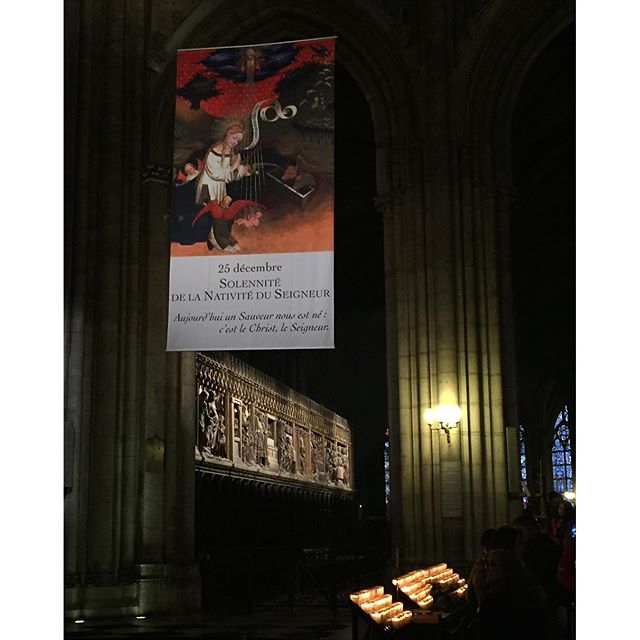 25 décembre
Solennité
de la Nativité du Seigneur
Aujourd'hui un Sauveur nous est né :
c'est le Christ, le Seigneur.